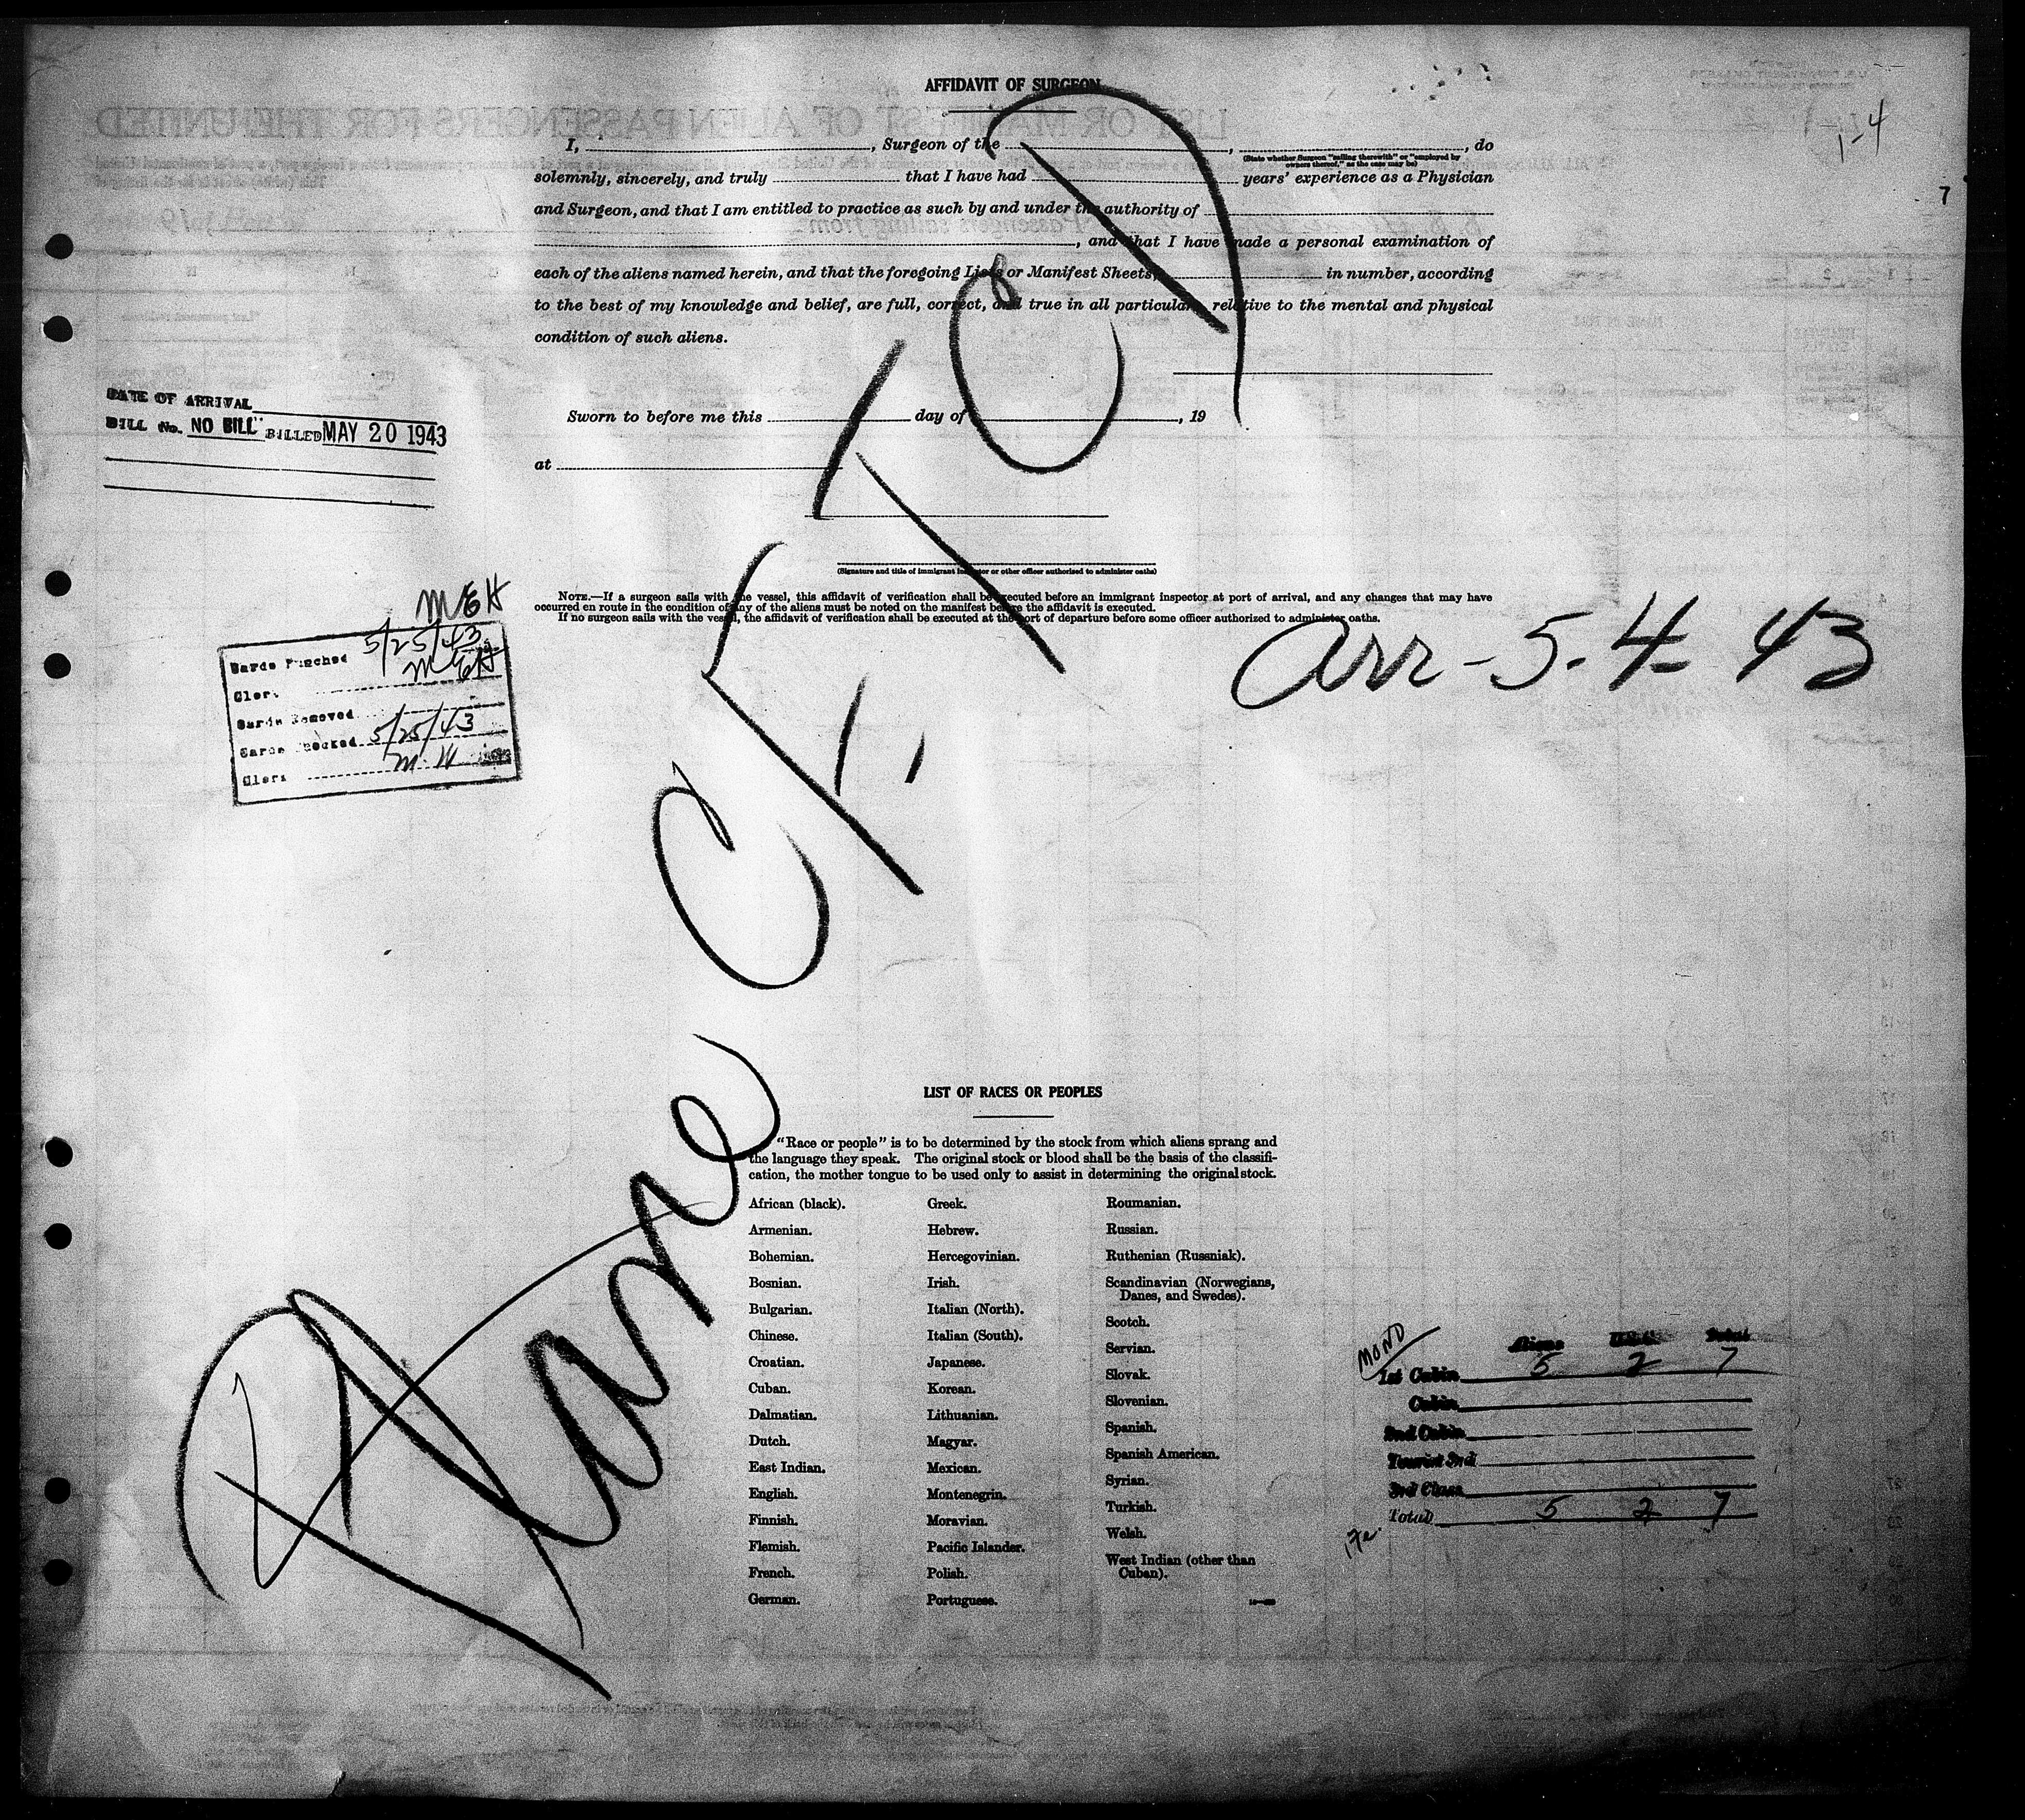 AFFIDAVIT OF SURGEON
1-4
I, , Surgeon of the , , do
(State whether Surgeon "sailing therewith" or "employed by owners thereof," as the case may be)
solemnly, sincerely, and truly that I have had years' experience as a Physician
7
and Surgeon, and that I am entitled to practice as such by and under the authority of
, and that I have made a personal examination of
each of the aliens named herein, and that the foregoing Lists or Manifest Sheets, in number, according
to the best of my knowledge and belief, are full, correct, and true in all particulars relative to the mental and physical
condition of such aliens.
DATE OF ARRIVAL
BILL No. NO BILL BILLED MAY 20 1943
Sworn to before me this day of , 19
at
(Signature and title of immigrant inspector or other officer authorized to administer oaths)
NOTE.—If a surgeon sails with the vessel, this affidavit of verification shall be executed before an immigrant inspector at port of arrival, and any changes that may have
occurred en route in the condition of any of the aliens must be noted on the manifest before the affidavit is executed.
If no surgeon sails with the vessel, the affidavit of verification shall be executed at the port of departure before some officer authorized to administer oaths.
Arr-5-4-43
MEH
Cards Punched 5/25/43
Clerk MEH
Cards Removed
Cards Checked 5/25/43
Clerk M.W
Plane
LIST OF RACES OR PEOPLES
"Race or people" is to be determined by the stock from which aliens sprang and
the language they speak. The original stock or blood shall be the basis of the classifi-
cation, the mother tongue to be used only to assist in determining the original stock.
African (black).
Armenian.
Bohemian.
Bosnian.
Bulgarian.
Chinese.
Croatian.
Cuban.
Dalmatian.
Dutch.
East Indian.
English.
Finnish.
Flemish.
French.
German.
Greek.
Hebrew.
Hercegovinian.
Irish.
Italian (North).
Italian (South).
Japanese.
Korean.
Lithuanian.
Magyar.
Mexican.
Montenegrin.
Moravian.
Pacific Islander.
Polish.
Portuguese.
Roumanian.
Russian.
Ruthenian (Russniak).
Scandinavian (Norwegians,
Danes, and Swedes).
Scotch.
Servian.
Slovak.
Slovenian.
Spanish.
Spanish American.
Syrian.
Turkish.
Welsh.
West Indian (other than
Cuban).
MOND
Aliens Total
1st Cabin 5 2 7
Cabin
2nd Cabin
Tourist 3rd
3rd Class
Total 5 2 7